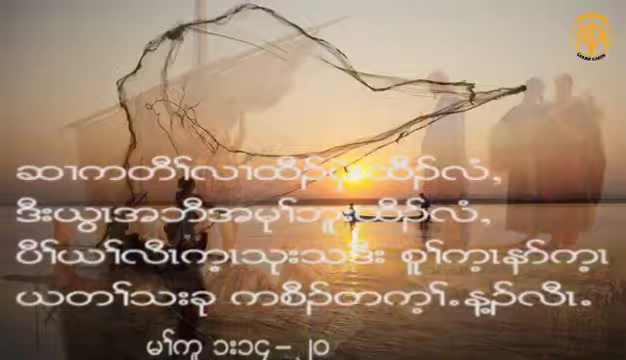 ဆၢကတီၢ်လၢထီၣ်ပှဲၤထီၣ်လံ,
ဒီးယွၤအဘီအမုၢ်ဘူးထီၣ်လံ,
ပီၢ်ယၢ်လီၤက့ၤသုးသဒီး စူၢ်က့ၤနာ်က့ၤ
ယတၢ်သးခု ကစီၣ်တက့ၢ်. န့ၣ်လီၤ.
မၢ်ကူ ၁း၁၄ – ၂၀